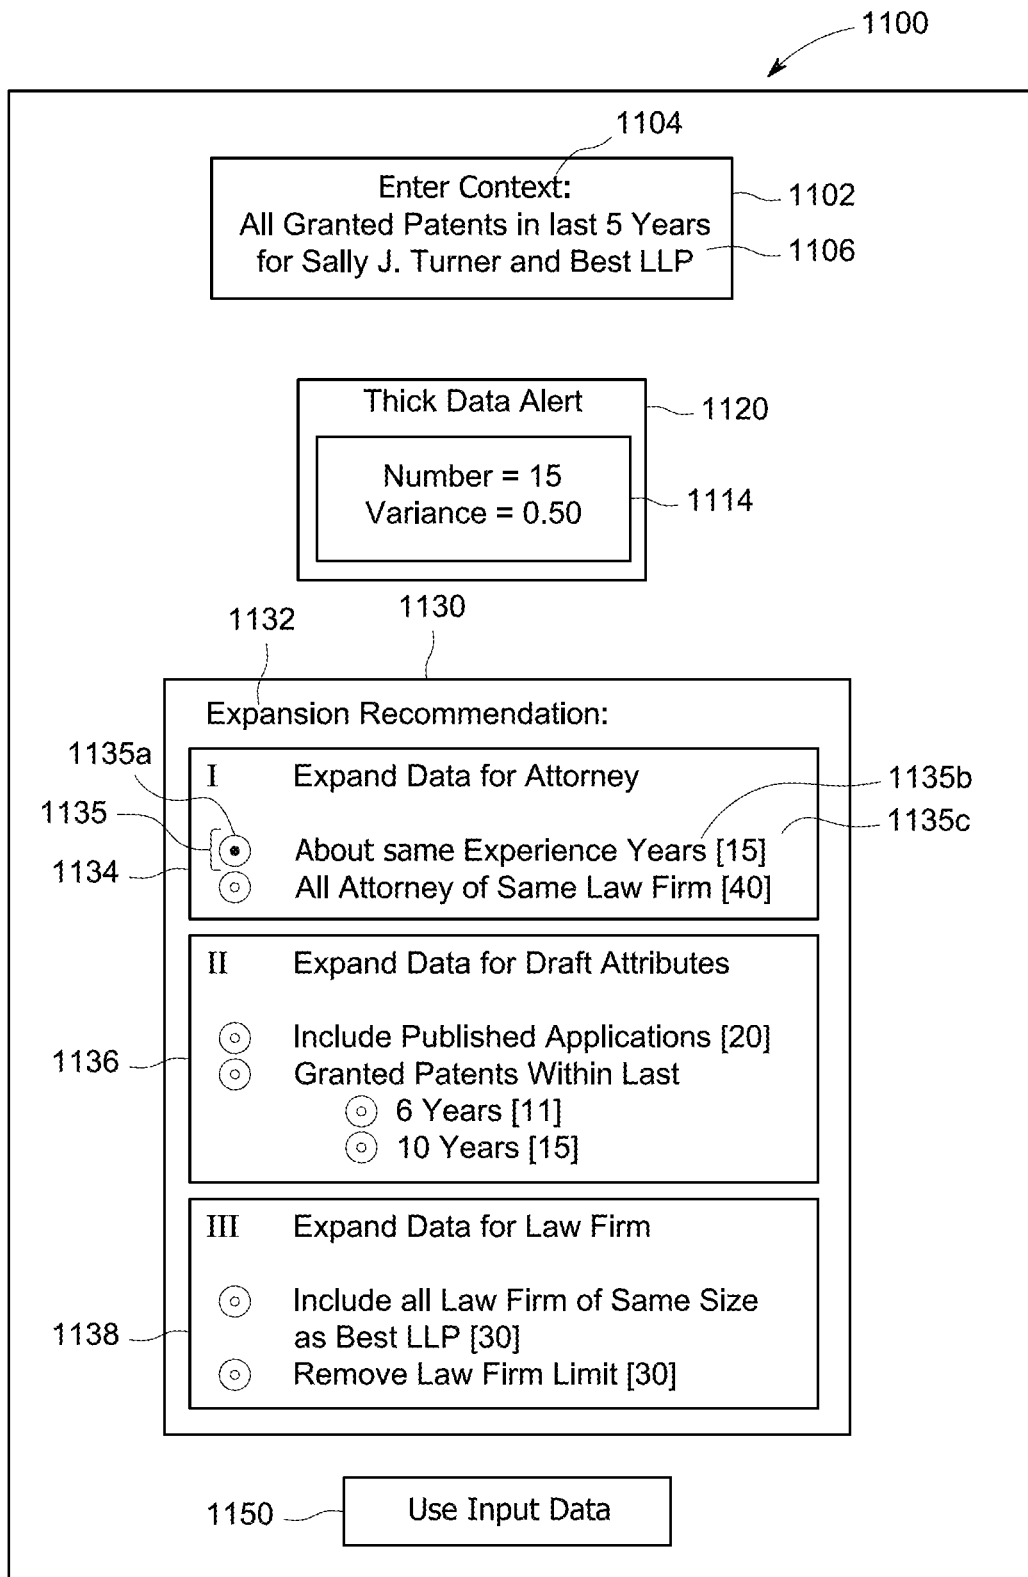 1100
1104
Enter Context:
1102
All Granted Patents in last 5 Years
for Sally J. Turner and Best LLP
1106
Thick Data Alert
1120
Number = 15
Variance = 0.50
1114
1130
1132
Expansion Recommendation:
1135a
I Expand Data for Attorney
1135b
1135
1135c
About same Experience Years [15]
1134
All Attorney of Same Law Firm [40]
II Expand Data for Draft Attributes
Include Published Applications [20]
1136
Granted Patents Within Last
6 Years [11]
10 Years [15]
III Expand Data for Law Firm
Include all Law Firm of Same Size
as Best LLP [30]
1138
Remove Law Firm Limit [30]
1150
Use Input Data